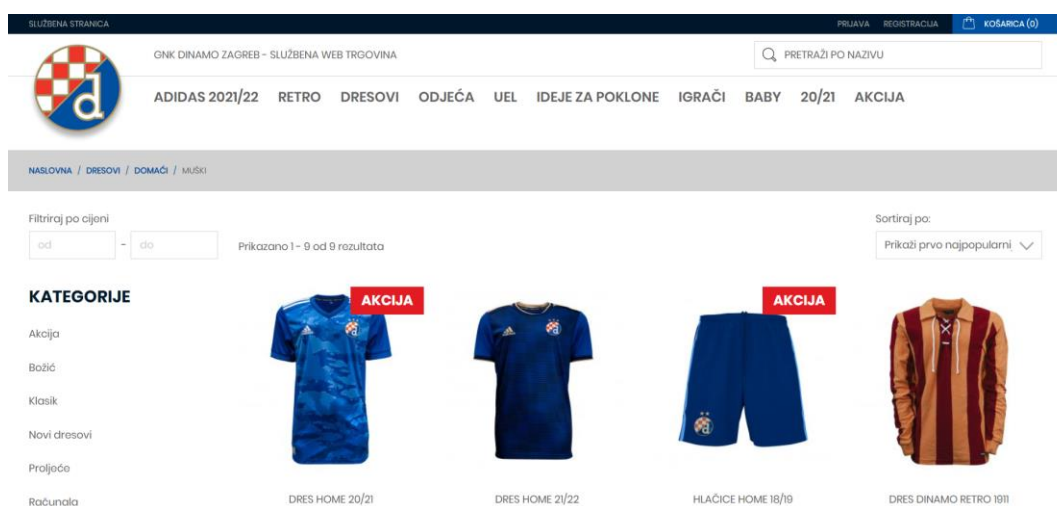 SLUŽBENA STRANICA
PRIJAVA REGISTRACIJA KOŠARICA (0)
GNK DINAMO ZAGREB - SLUŽBENA WEB TRGOVINA
PRETRAŽI PO NAZIVU
ADIDAS 2021/22 RETRO DRESOVI ODJEĆA UEL IDEJE ZA POKLONE IGRAČI BABY 20/21 AKCIJA
NASLOVNA / DRESOVI / DOMAĆI / MUŠKI
Filtriraj po cijeni
Sortiraj po:
od - do
Prikazano 1 - 9 od 9 rezultata
Prikaži prvo najpopularni
KATEGORIJE
AKCIJA
AKCIJA
Akcija
Božić
Klasik
Novi dresovi
Proljeće
Računala
DRES HOME 20/21
DRES HOME 21/22
HLAČICE HOME 18/19
DRES DINAMO RETRO 1911